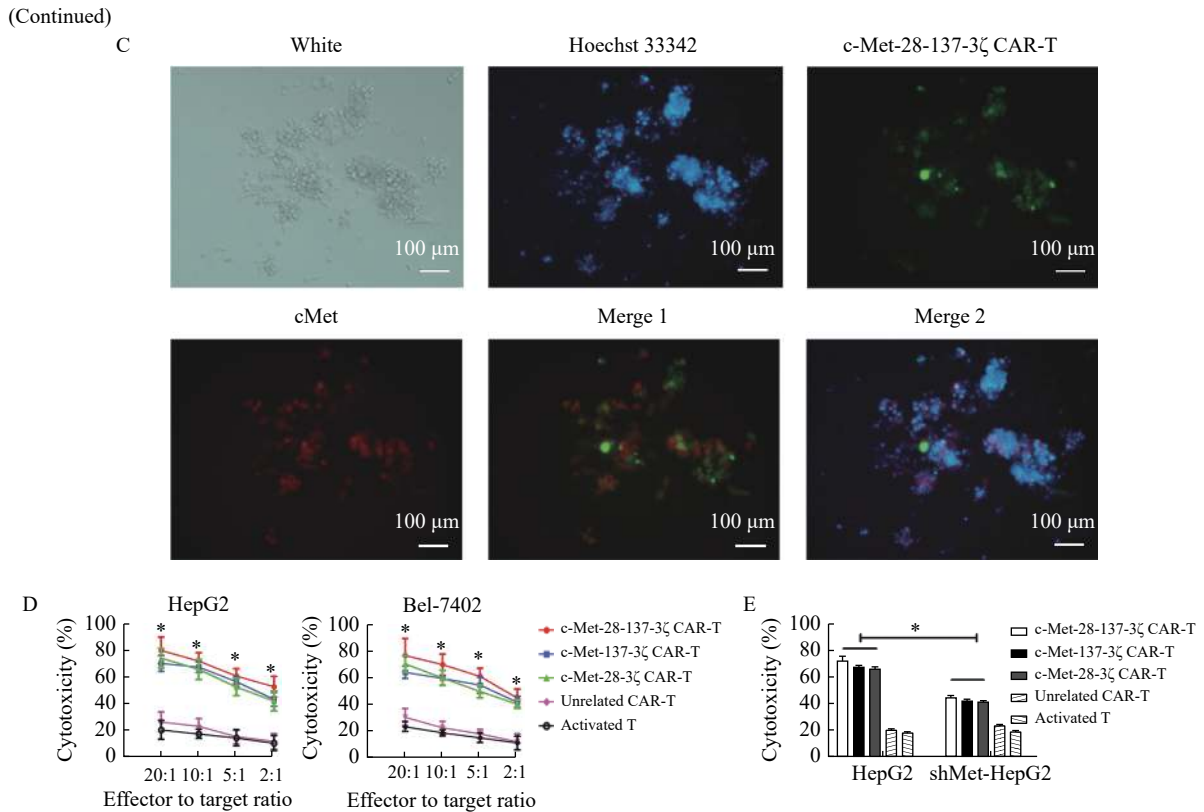 (Continued)
C
White
Hoechst 33342
c-Met-28-137-3ζ CAR-T
100 μm
100 μm
100 μm
cMet
Merge 1
Merge 2
100 μm
100 μm
100 μm
D
HepG2
Cytotoxicity (%)
100
80
60
40
20
0
* * * *
20:1 10:1 5:1 2:1
Effector to target ratio
Bel-7402
Cytotoxicity (%)
100
80
60
40
20
0
* * * *
20:1 10:1 5:1 2:1
Effector to target ratio
c-Met-28-137-3ζ CAR-T
c-Met-137-3ζ CAR-T
c-Met-28-3ζ CAR-T
Unrelated CAR-T
Activated T
E
Cytotoxicity (%)
100
80
60
40
20
0
*
HepG2 shMet-HepG2
c-Met-28-137-3ζ CAR-T
c-Met-137-3ζ CAR-T
c-Met-28-3ζ CAR-T
Unrelated CAR-T
Activated T